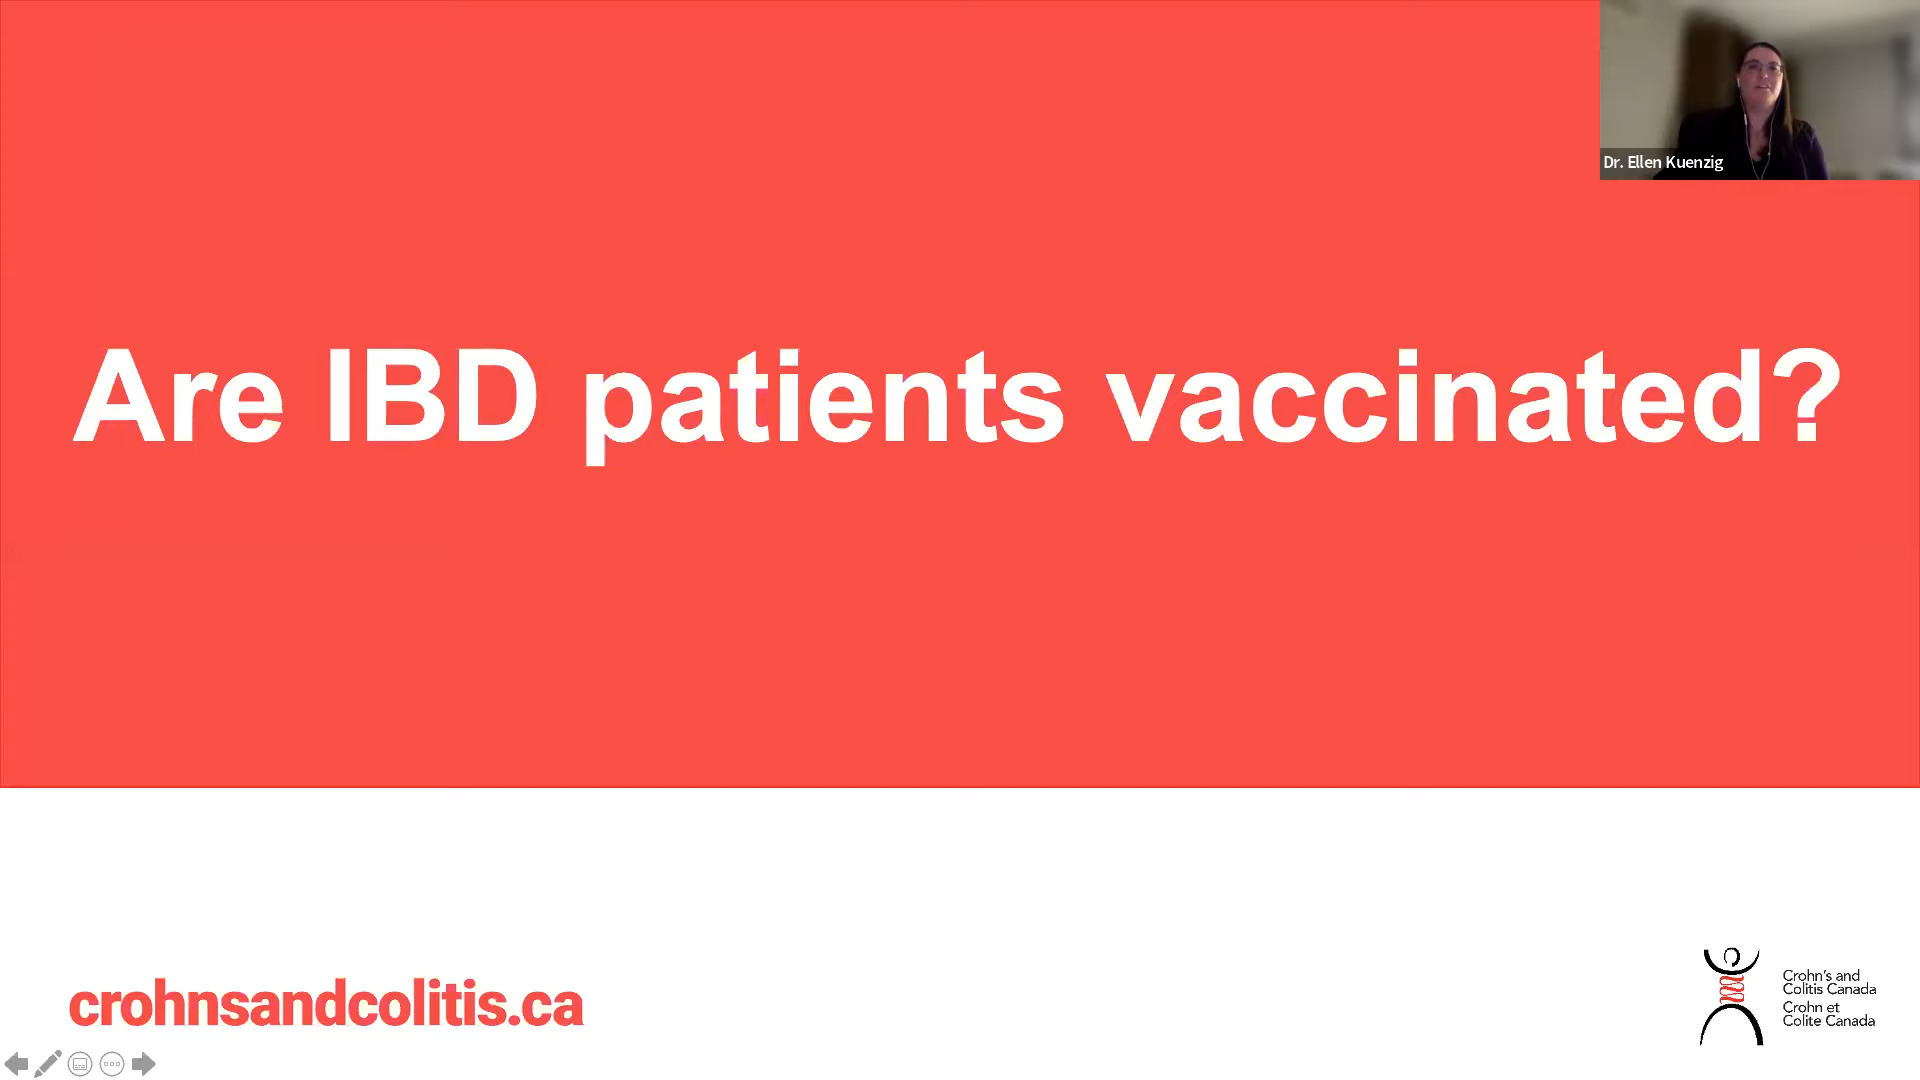 Dr. Ellen Kuenzig
Are IBD patients vaccinated?
crohnsandcolitis.ca
Crohn's and
Colitis Canada
Crohn et
Colite Canada